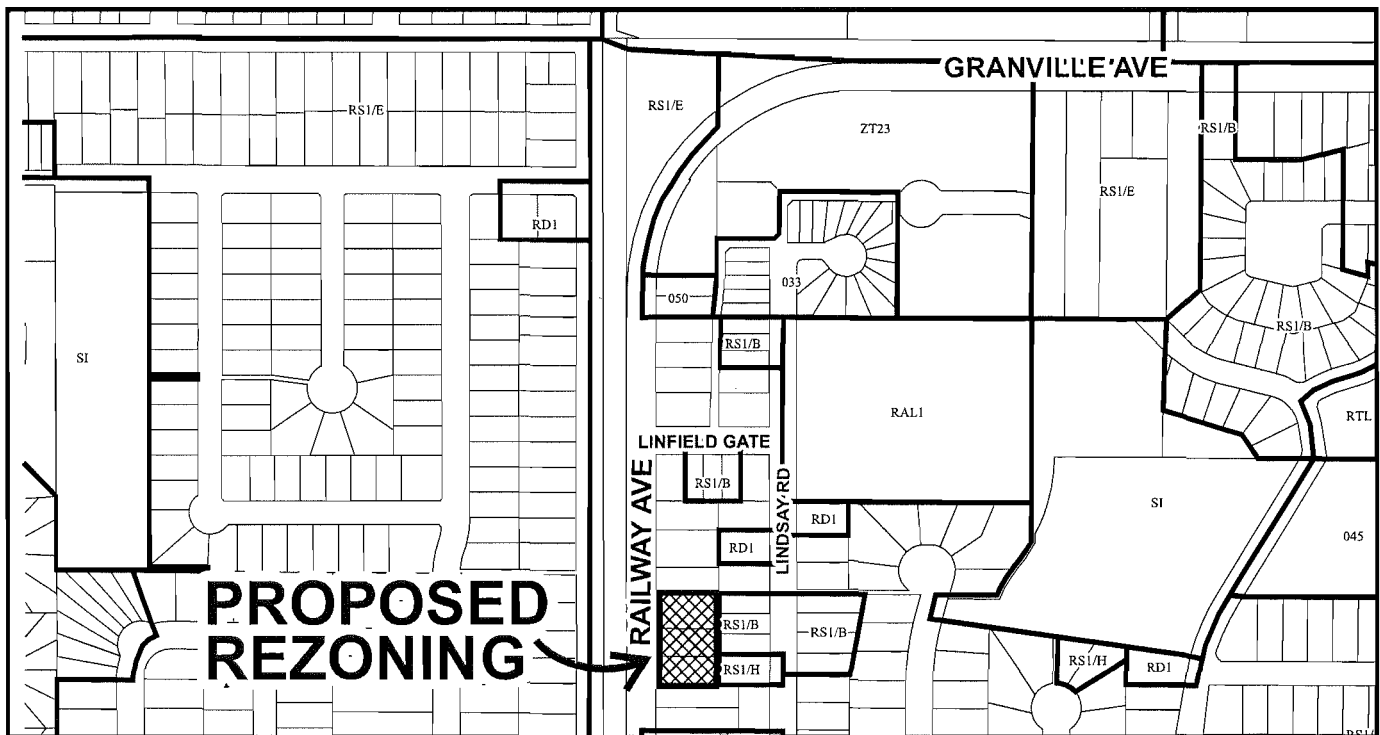 GRANVILLE AVE
RS1/E
RS1/E
ZT23
RS1/B
RS1/E
RD1
050
033
RS1/B
SI
RS1/B
RAL1
RTL
LINFIELD GATE
RS1/B
RAILWAY AVE
LINDSAY RD
RD1
RD1
SI
045
PROPOSED
REZONING
RS1/B
RS1/B
RS1/H
RS1/H
RD1